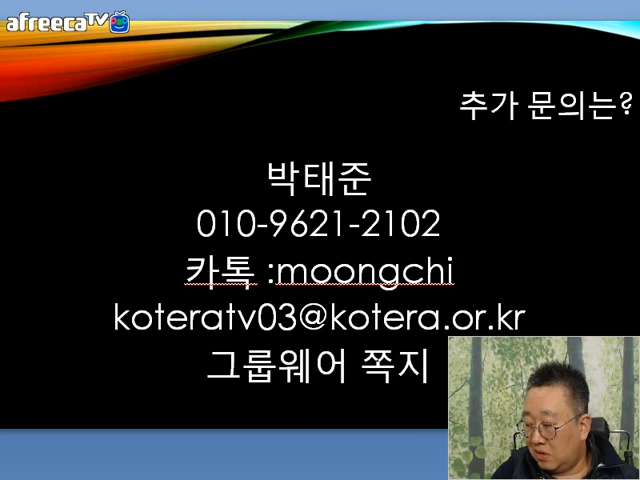 afreecaTV
추가 문의는?
박태준
010-9621-2102
카톡 :moongchi
koteratv03@kotera.or.kr
그룹웨어 쪽지